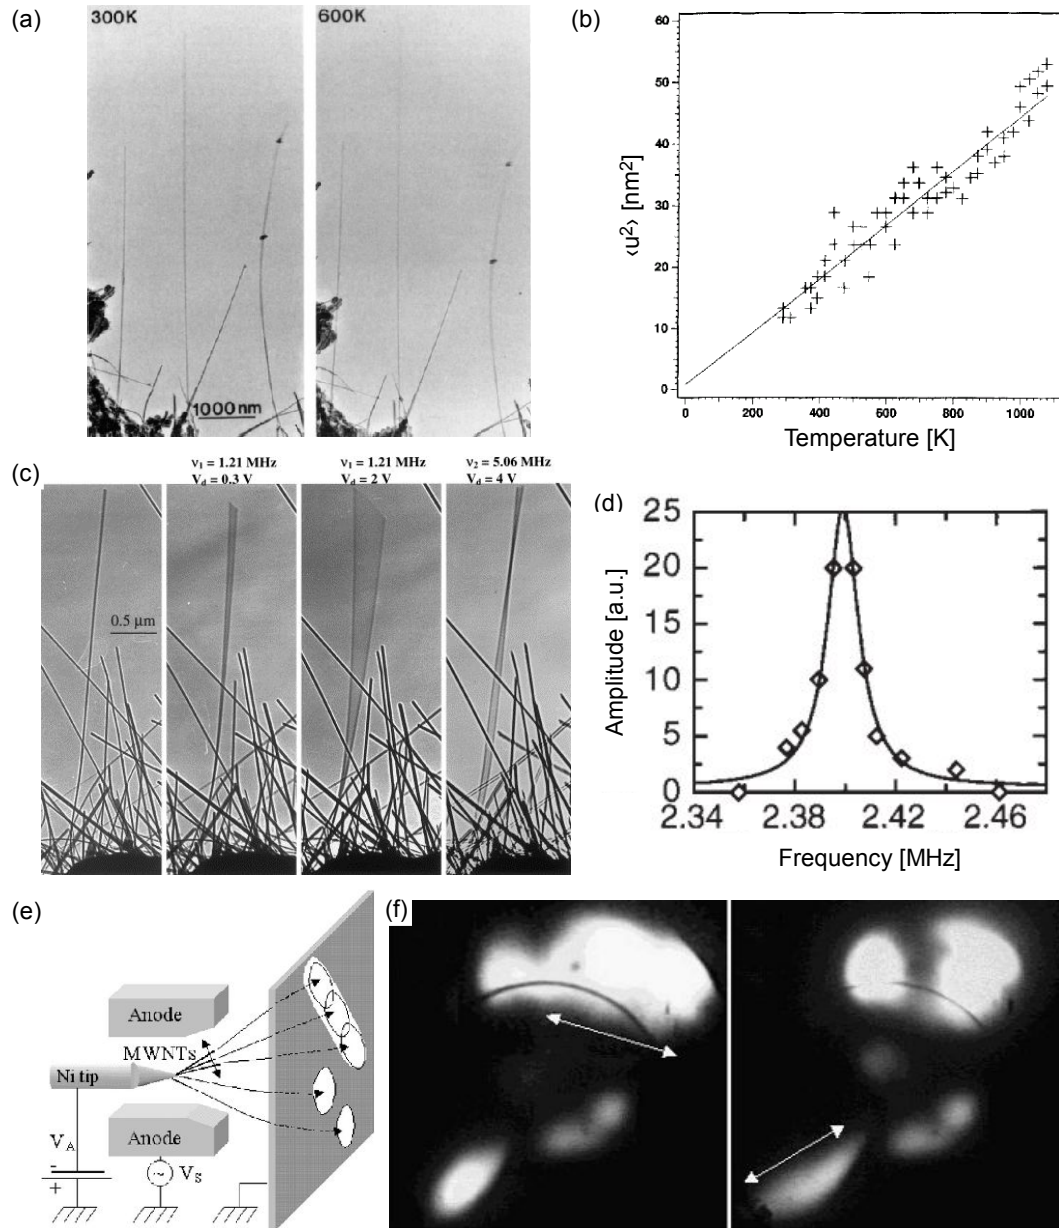 (a)
300K
600K
1000 nm
(b)
60
50
40
30
20
10
0
⟨u²⟩ [nm²]
0
200
400
600
800
1000
Temperature [K]
(c)
ν₁ = 1.21 MHz
V_d = 0.3 V
ν₁ = 1.21 MHz
V_d = 2 V
ν₂ = 5.06 MHz
V_d = 4 V
0.5 µm
(d)
25
20
15
10
5
0
Amplitude [a.u.]
2.34
2.38
2.42
2.46
Frequency [MHz]
(e)
Anode
MWNTs
Ni tip
Anode
V_A
-
+
~
V_S
(f)